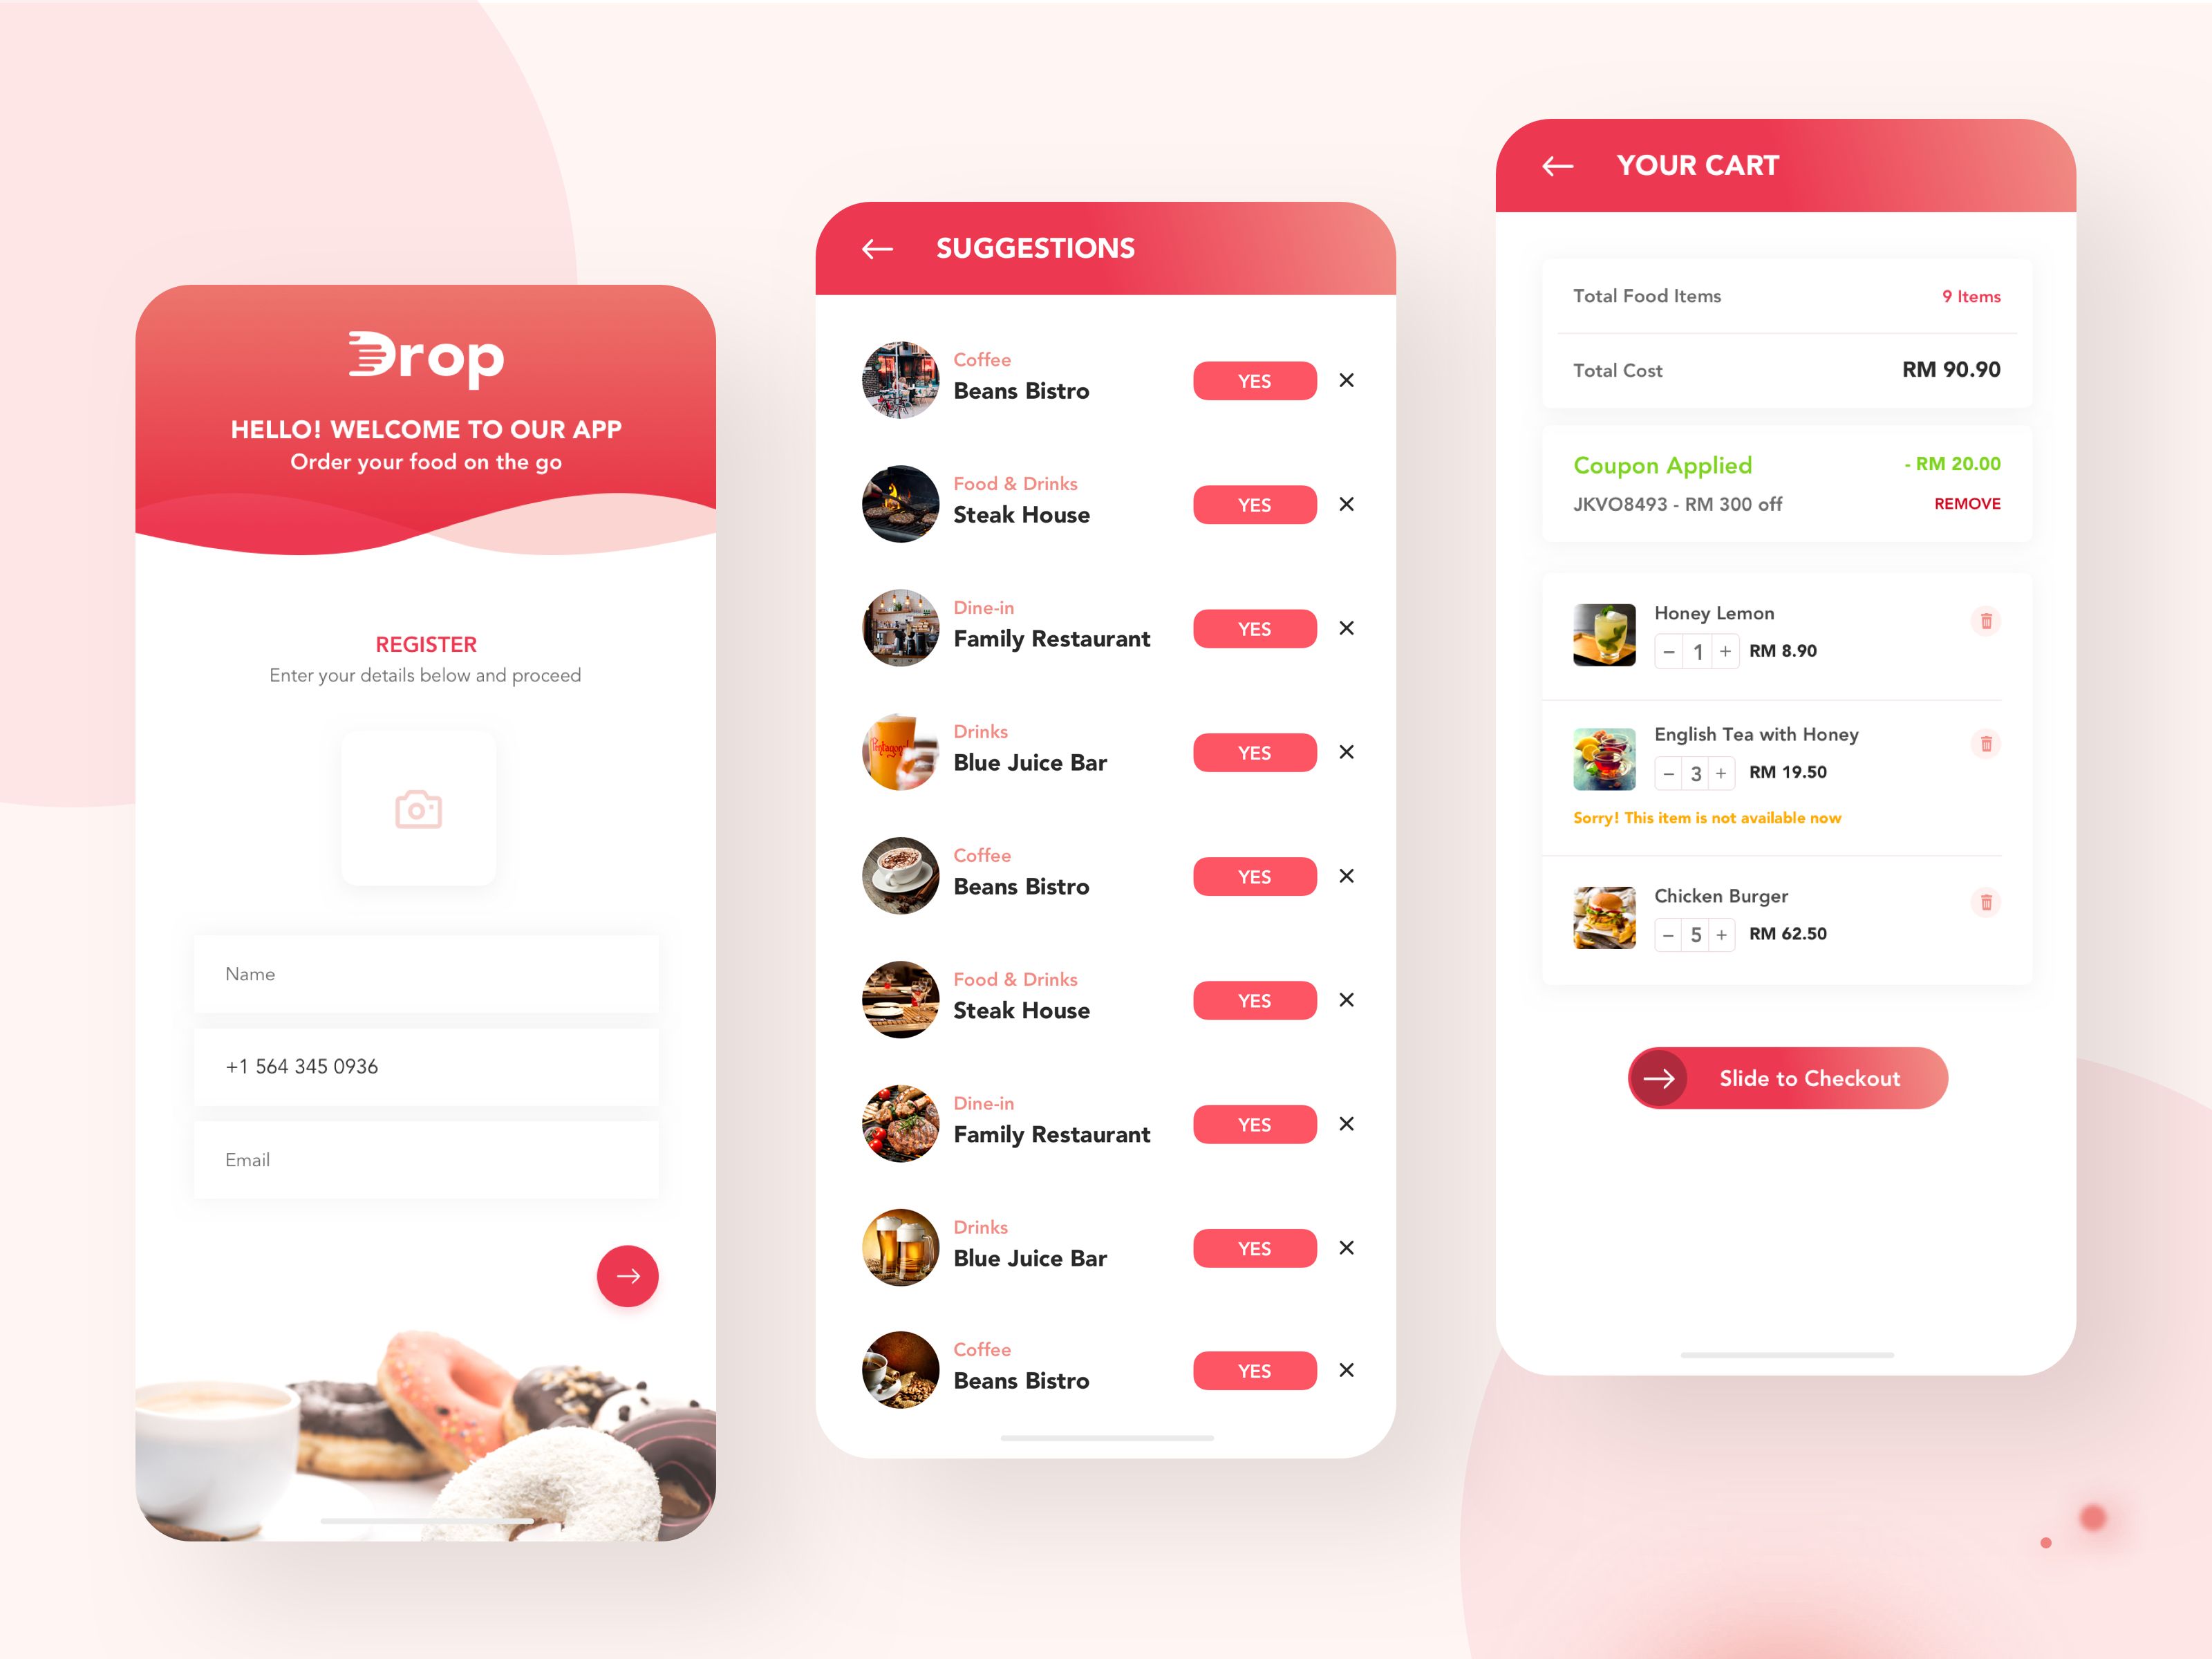 Drop
HELLO! WELCOME TO OUR APP
Order your food on the go
REGISTER
Enter your details below and proceed
Name
+1 564 345 0936
Email
SUGGESTIONS
Coffee
Beans Bistro
YES
Food & Drinks
Steak House
YES
Dine-in
Family Restaurant
YES
Pentagonal
Drinks
Blue Juice Bar
YES
Coffee
Beans Bistro
YES
Food & Drinks
Steak House
YES
Dine-in
Family Restaurant
YES
Drinks
Blue Juice Bar
YES
Coffee
Beans Bistro
YES
YOUR CART
Total Food Items 9 Items
Total Cost RM 90.90
Coupon Applied - RM 20.00
JKVO8493 - RM 300 off REMOVE
Honey Lemon
− 1 + RM 8.90
English Tea with Honey
− 3 + RM 19.50
Sorry! This item is not available now
Chicken Burger
− 5 + RM 62.50
Slide to Checkout